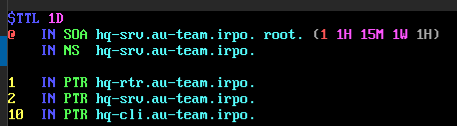 $TTL 1D
@ IN SOA hq-srv.au-team.irpo. root. (1 1H 15M 1W 1H)
IN NS hq-srv.au-team.irpo.
1 IN PTR hq-rtr.au-team.irpo.
2 IN PTR hq-srv.au-team.irpo.
10 IN PTR hq-cli.au-team.irpo.